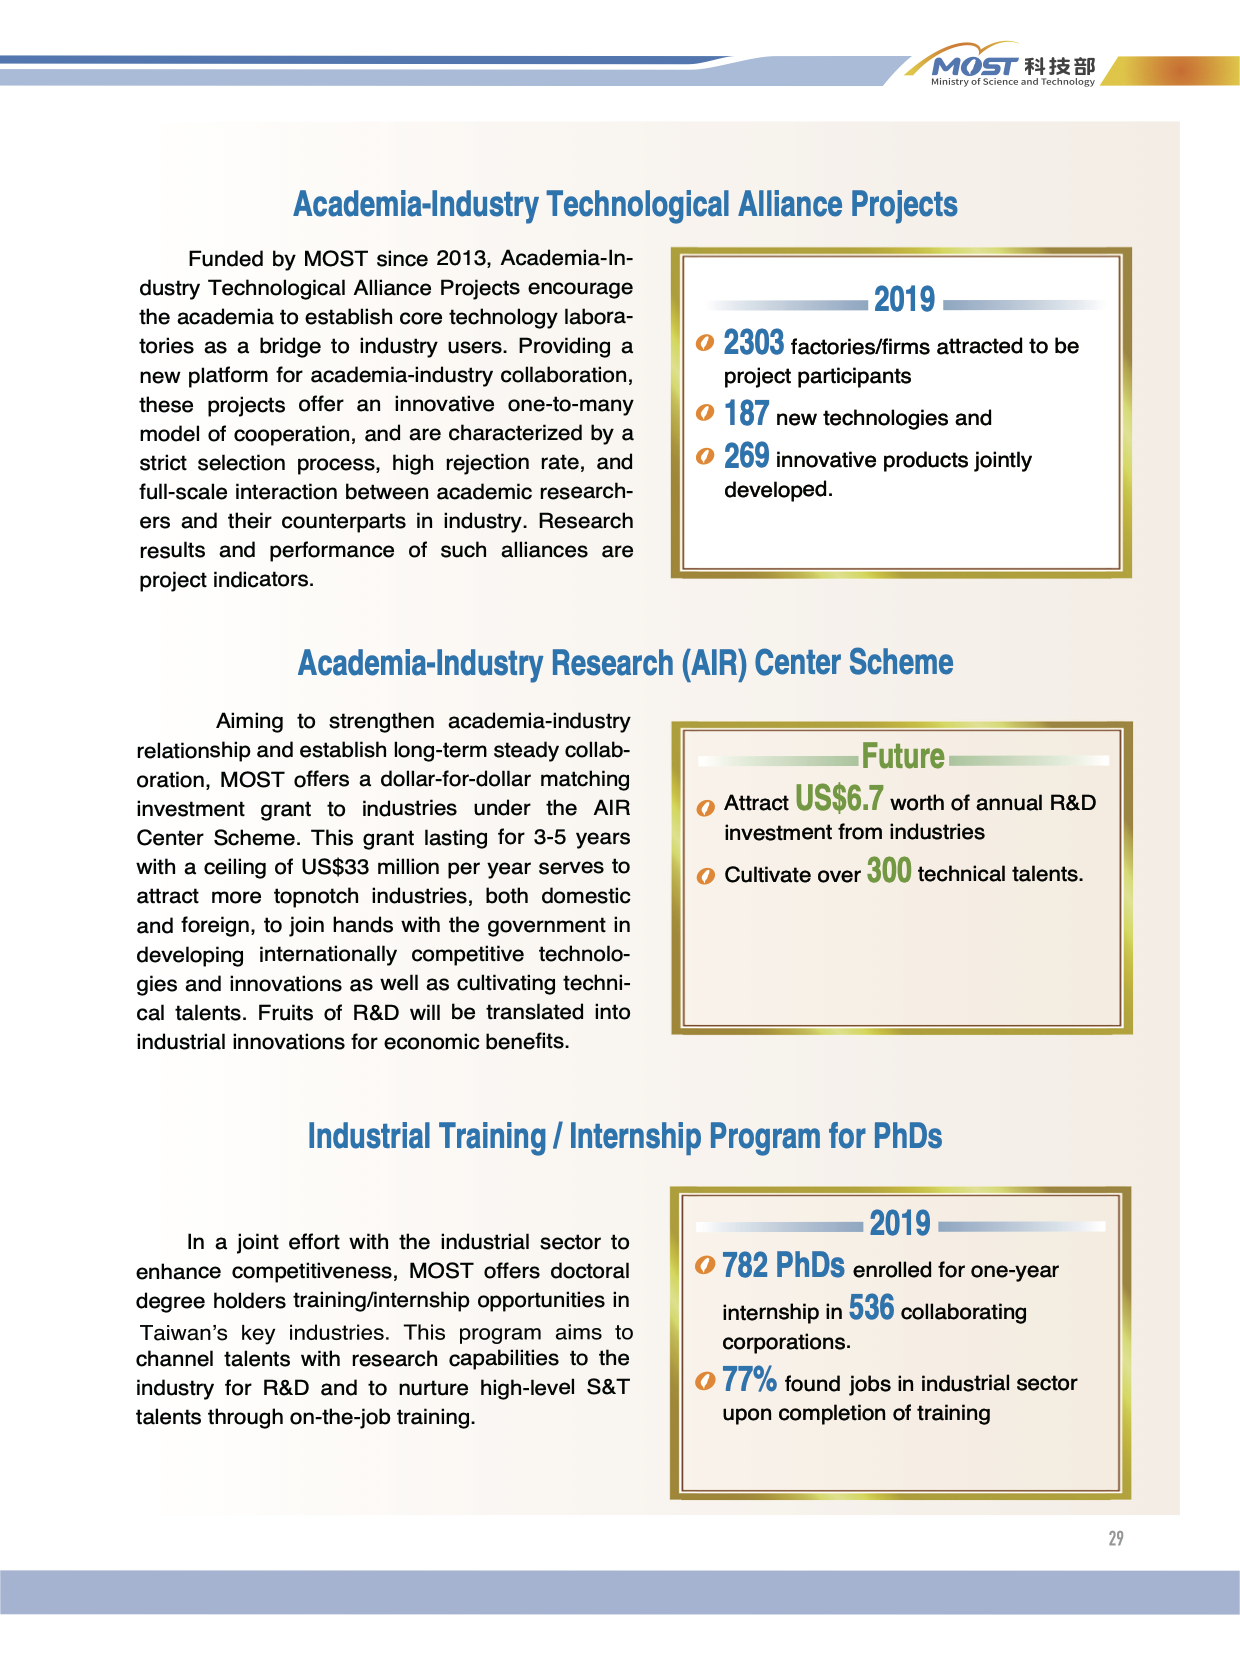 MOST 科技部
Ministry of Science and Technology
Academia-Industry Technological Alliance Projects
Funded by MOST since 2013, Academia-In-
dustry Technological Alliance Projects encourage
the academia to establish core technology labora-
tories as a bridge to industry users. Providing a
new platform for academia-industry collaboration,
these projects offer an innovative one-to-many
model of cooperation, and are characterized by a
strict selection process, high rejection rate, and
full-scale interaction between academic research-
ers and their counterparts in industry. Research
results and performance of such alliances are
project indicators.
2019
2303 factories/firms attracted to be
project participants
187 new technologies and
269 innovative products jointly
developed.
Academia-Industry Research (AIR) Center Scheme
Aiming to strengthen academia-industry
relationship and establish long-term steady collab-
oration, MOST offers a dollar-for-dollar matching
investment grant to industries under the AIR
Center Scheme. This grant lasting for 3-5 years
with a ceiling of US$33 million per year serves to
attract more topnotch industries, both domestic
and foreign, to join hands with the government in
developing internationally competitive technolo-
gies and innovations as well as cultivating techni-
cal talents. Fruits of R&D will be translated into
industrial innovations for economic benefits.
Future
Attract US$6.7 worth of annual R&D
investment from industries
Cultivate over 300 technical talents.
Industrial Training / Internship Program for PhDs
In a joint effort with the industrial sector to
enhance competitiveness, MOST offers doctoral
degree holders training/internship opportunities in
Taiwan's key industries. This program aims to
channel talents with research capabilities to the
industry for R&D and to nurture high-level S&T
talents through on-the-job training.
2019
782 PhDs enrolled for one-year
internship in 536 collaborating
corporations.
77% found jobs in industrial sector
upon completion of training
29